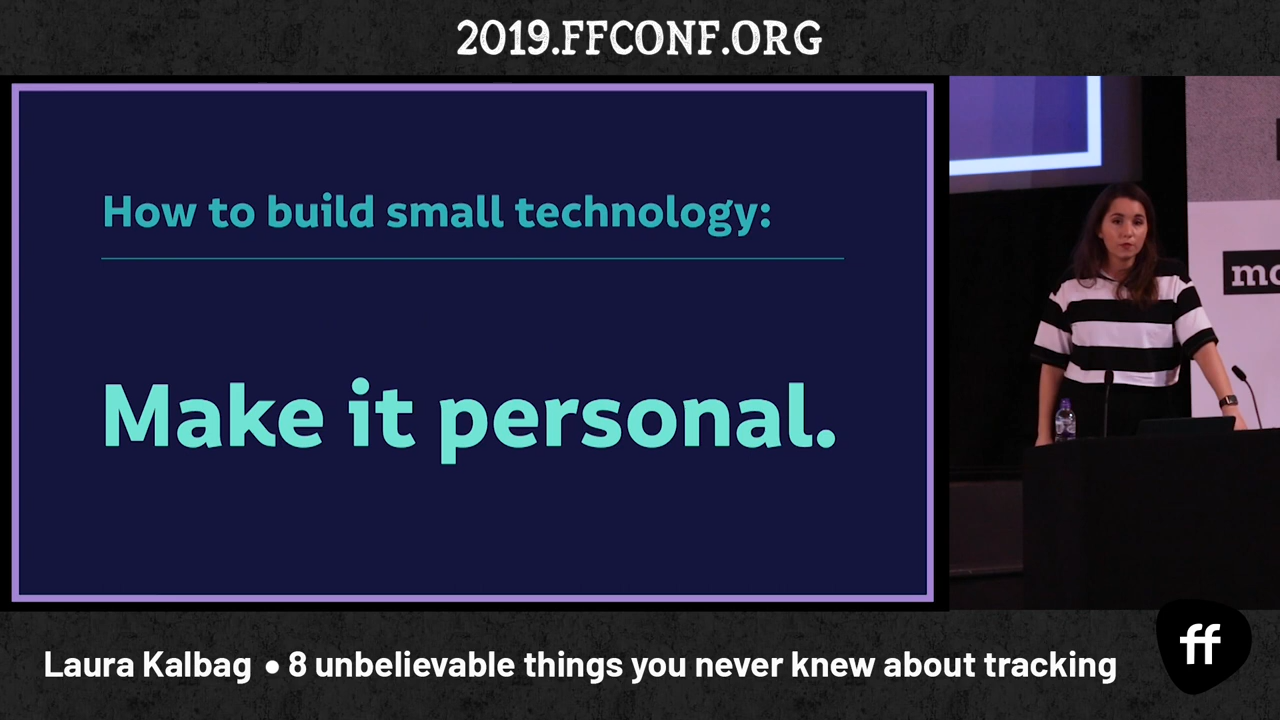 2019.FFCONF.ORG
How to build small technology:
Make it personal.
Laura Kalbag • 8 unbelievable things you never knew about tracking
ff